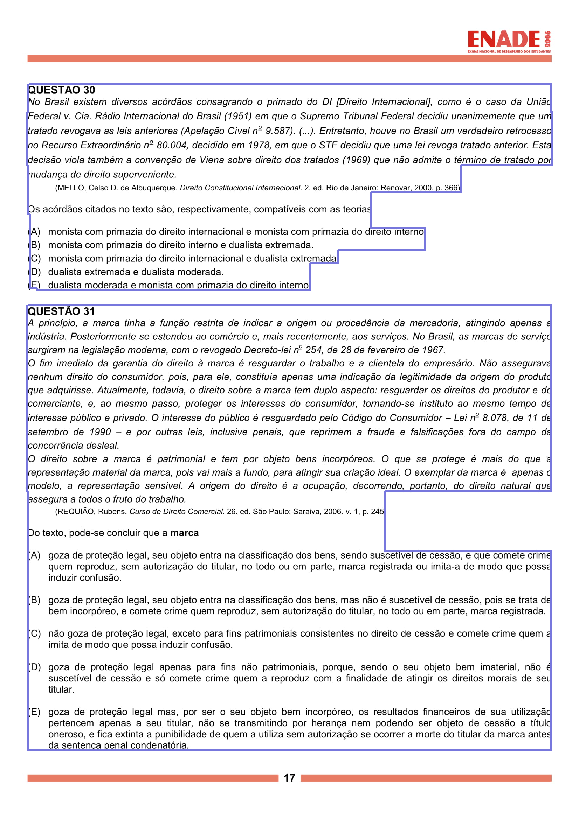 ENADE 2006
EXAME NACIONAL DE DESEMPENHO DOS ESTUDANTES
QUESTÃO 30
No Brasil existem diversos acórdãos consagrando o primado do DI [Direito Internacional], como é o caso da União
Federal v. Cia. Rádio Internacional do Brasil (1951) em que o Supremo Tribunal Federal decidiu unanimemente que um
tratado revogava as leis anteriores (Apelação Cível nº 9.587). (...). Entretanto, houve no Brasil um verdadeiro retrocesso
no Recurso Extraordinário nº 80.004, decidido em 1978, em que o STF decidiu que uma lei revoga tratado anterior. Esta
decisão viola também a convenção de Viena sobre direito dos tratados (1969) que não admite o término de tratado por
mudança de direito superveniente.
(MELLO, Celso D. de Albuquerque. Direito Constitucional Internacional. 2. ed. Rio de Janeiro: Renovar, 2000, p. 366)
Os acórdãos citados no texto são, respectivamente, compatíveis com as teorias
(A) monista com primazia do direito internacional e monista com primazia do direito interno.
(B) monista com primazia do direito interno e dualista extremada.
(C) monista com primazia do direito internacional e dualista extremada.
(D) dualista extremada e dualista moderada.
(E) dualista moderada e monista com primazia do direito interno.
QUESTÃO 31
A princípio, a marca tinha a função restrita de indicar a origem ou procedência da mercadoria, atingindo apenas a
indústria. Posteriormente se estendeu ao comércio e, mais recentemente, aos serviços. No Brasil, as marcas de serviço
surgiram na legislação moderna, com o revogado Decreto-lei nº 254, de 28 de fevereiro de 1967.
O fim imediato da garantia do direito à marca é resguardar o trabalho e a clientela do empresário. Não assegurava
nenhum direito do consumidor, pois, para ele, constituía apenas uma indicação da legitimidade da origem do produto
que adquirisse. Atualmente, todavia, o direito sobre a marca tem duplo aspecto: resguardar os direitos do produtor e do
comerciante, e, ao mesmo passo, proteger os interesses do consumidor, tornando-se instituto ao mesmo tempo de
interesse público e privado. O interesse do público é resguardado pelo Código do Consumidor – Lei nº 8.078, de 11 de
setembro de 1990 – e por outras leis, inclusive penais, que reprimem a fraude e falsificações fora do campo da
concorrência desleal.
O direito sobre a marca é patrimonial e tem por objeto bens incorpóreos. O que se protege é mais do que a
representação material da marca, pois vai mais a fundo, para atingir sua criação ideal. O exemplar da marca é apenas o
modelo, a representação sensível. A origem do direito é a ocupação, decorrendo, portanto, do direito natural que
assegura a todos o fruto do trabalho.
(REQUIÃO, Rubens. Curso de Direito Comercial. 26. ed. São Paulo: Saraiva, 2006. v. 1, p. 245)
Do texto, pode-se concluir que a marca
(A) goza de proteção legal, seu objeto entra na classificação dos bens, sendo suscetível de cessão, e que comete crime
quem reproduz, sem autorização do titular, no todo ou em parte, marca registrada ou imita-a de modo que possa
induzir confusão.
(B) goza de proteção legal, seu objeto entra na classificação dos bens, mas não é suscetível de cessão, pois se trata de
bem incorpóreo, e comete crime quem reproduz, sem autorização do titular, no todo ou em parte, marca registrada.
(C) não goza de proteção legal, exceto para fins patrimoniais consistentes no direito de cessão e comete crime quem a
imita de modo que possa induzir confusão.
(D) goza de proteção legal apenas para fins não patrimoniais, porque, sendo o seu objeto bem imaterial, não é
suscetível de cessão e só comete crime quem a reproduz com a finalidade de atingir os direitos morais de seu
titular.
(E) goza de proteção legal mas, por ser o seu objeto bem incorpóreo, os resultados financeiros de sua utilização
pertencem apenas a seu titular, não se transmitindo por herança nem podendo ser objeto de cessão a título
oneroso, e fica extinta a punibilidade de quem a utiliza sem autorização se ocorrer a morte do titular da marca antes
da sentença penal condenatória.
17